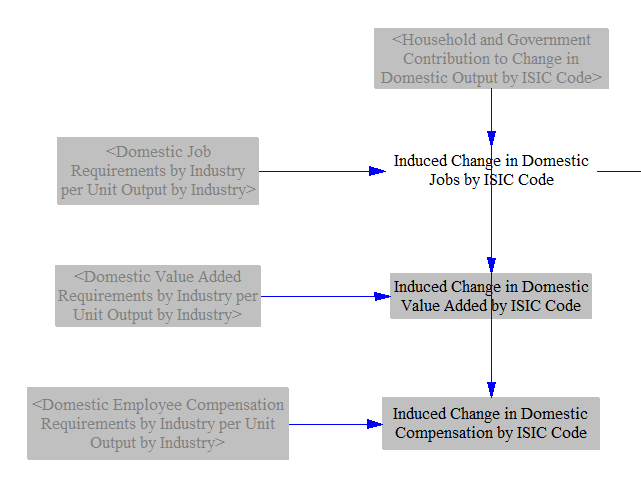 <Household and Government
Contribution to Change in
Domestic Output by ISIC Code>
<Domestic Job
Requirements by Industry
per Unit Output by Industry>
Induced Change in Domestic
Jobs by ISIC Code
<Domestic Value Added
Requirements by Industry per
Unit Output by Industry>
Induced Change in Domestic
Value Added by ISIC Code
<Domestic Employee Compensation
Requirements by Industry per Unit
Output by Industry>
Induced Change in Domestic
Compensation by ISIC Code